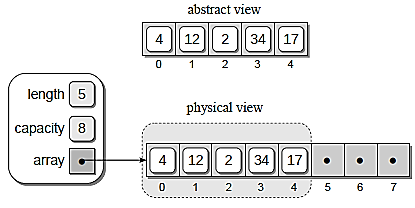 abstract view
4 12 2 34 17
0 1 2 3 4
length 5
capacity 8
array
physical view
4 12 2 34 17
0 1 2 3 4 5 6 7